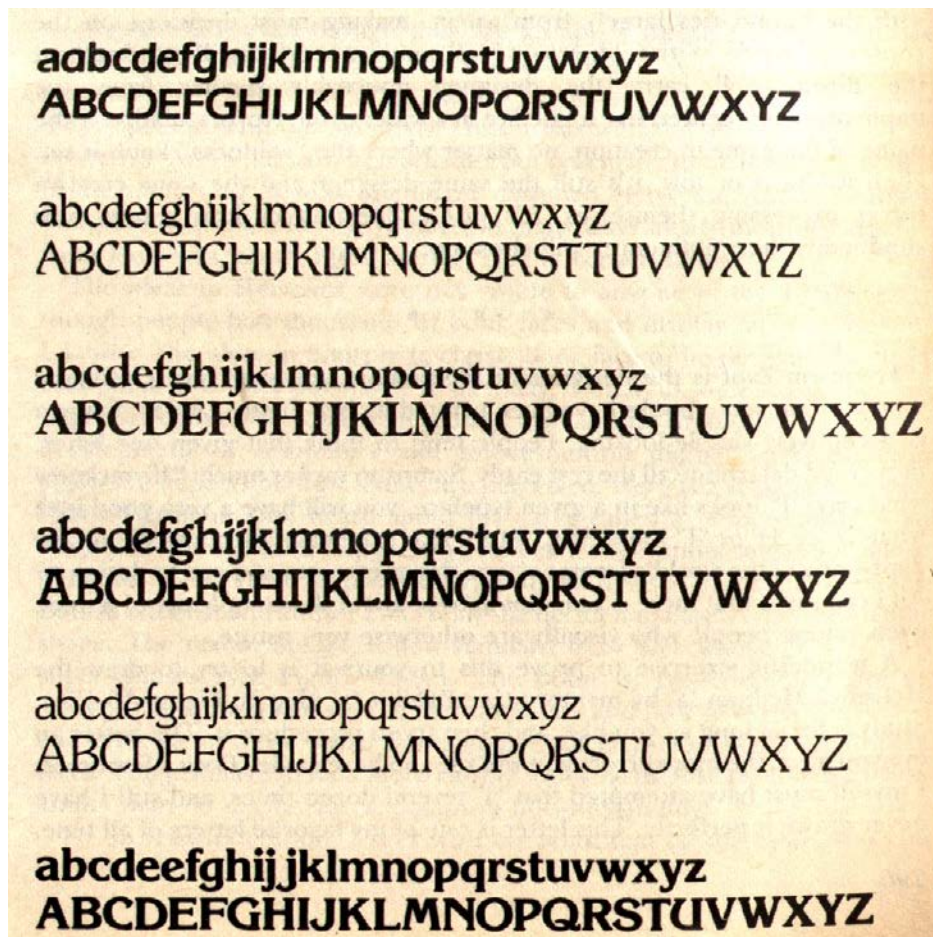 aabcdefghijklmnopqrstuvwxyz
ABCDEFGHIJKLMNOPQRSTUVWXYZ
abcdefghijklmnopqrstuvwxyz
ABCDEFGHIJKLMNOPQRSTTUVWXYZ
abcdefghijklmnopqrstuvwxyz
ABCDEFGHIJKLMNOPQRSTUVWXYZ
abcdefghijklmnopqrstuvwxyz
ABCDEFGHIJKLMNOPQRSTUVWXYZ
abcdefghijklmnopqrstuvwxyz
ABCDEFGHIJKLMNOPQRSTUVWXYZ
abcdeefghijjklmnopqrstuvwxyz
ABCDEFGHIJKLMNOPQRSTUVWXYZ